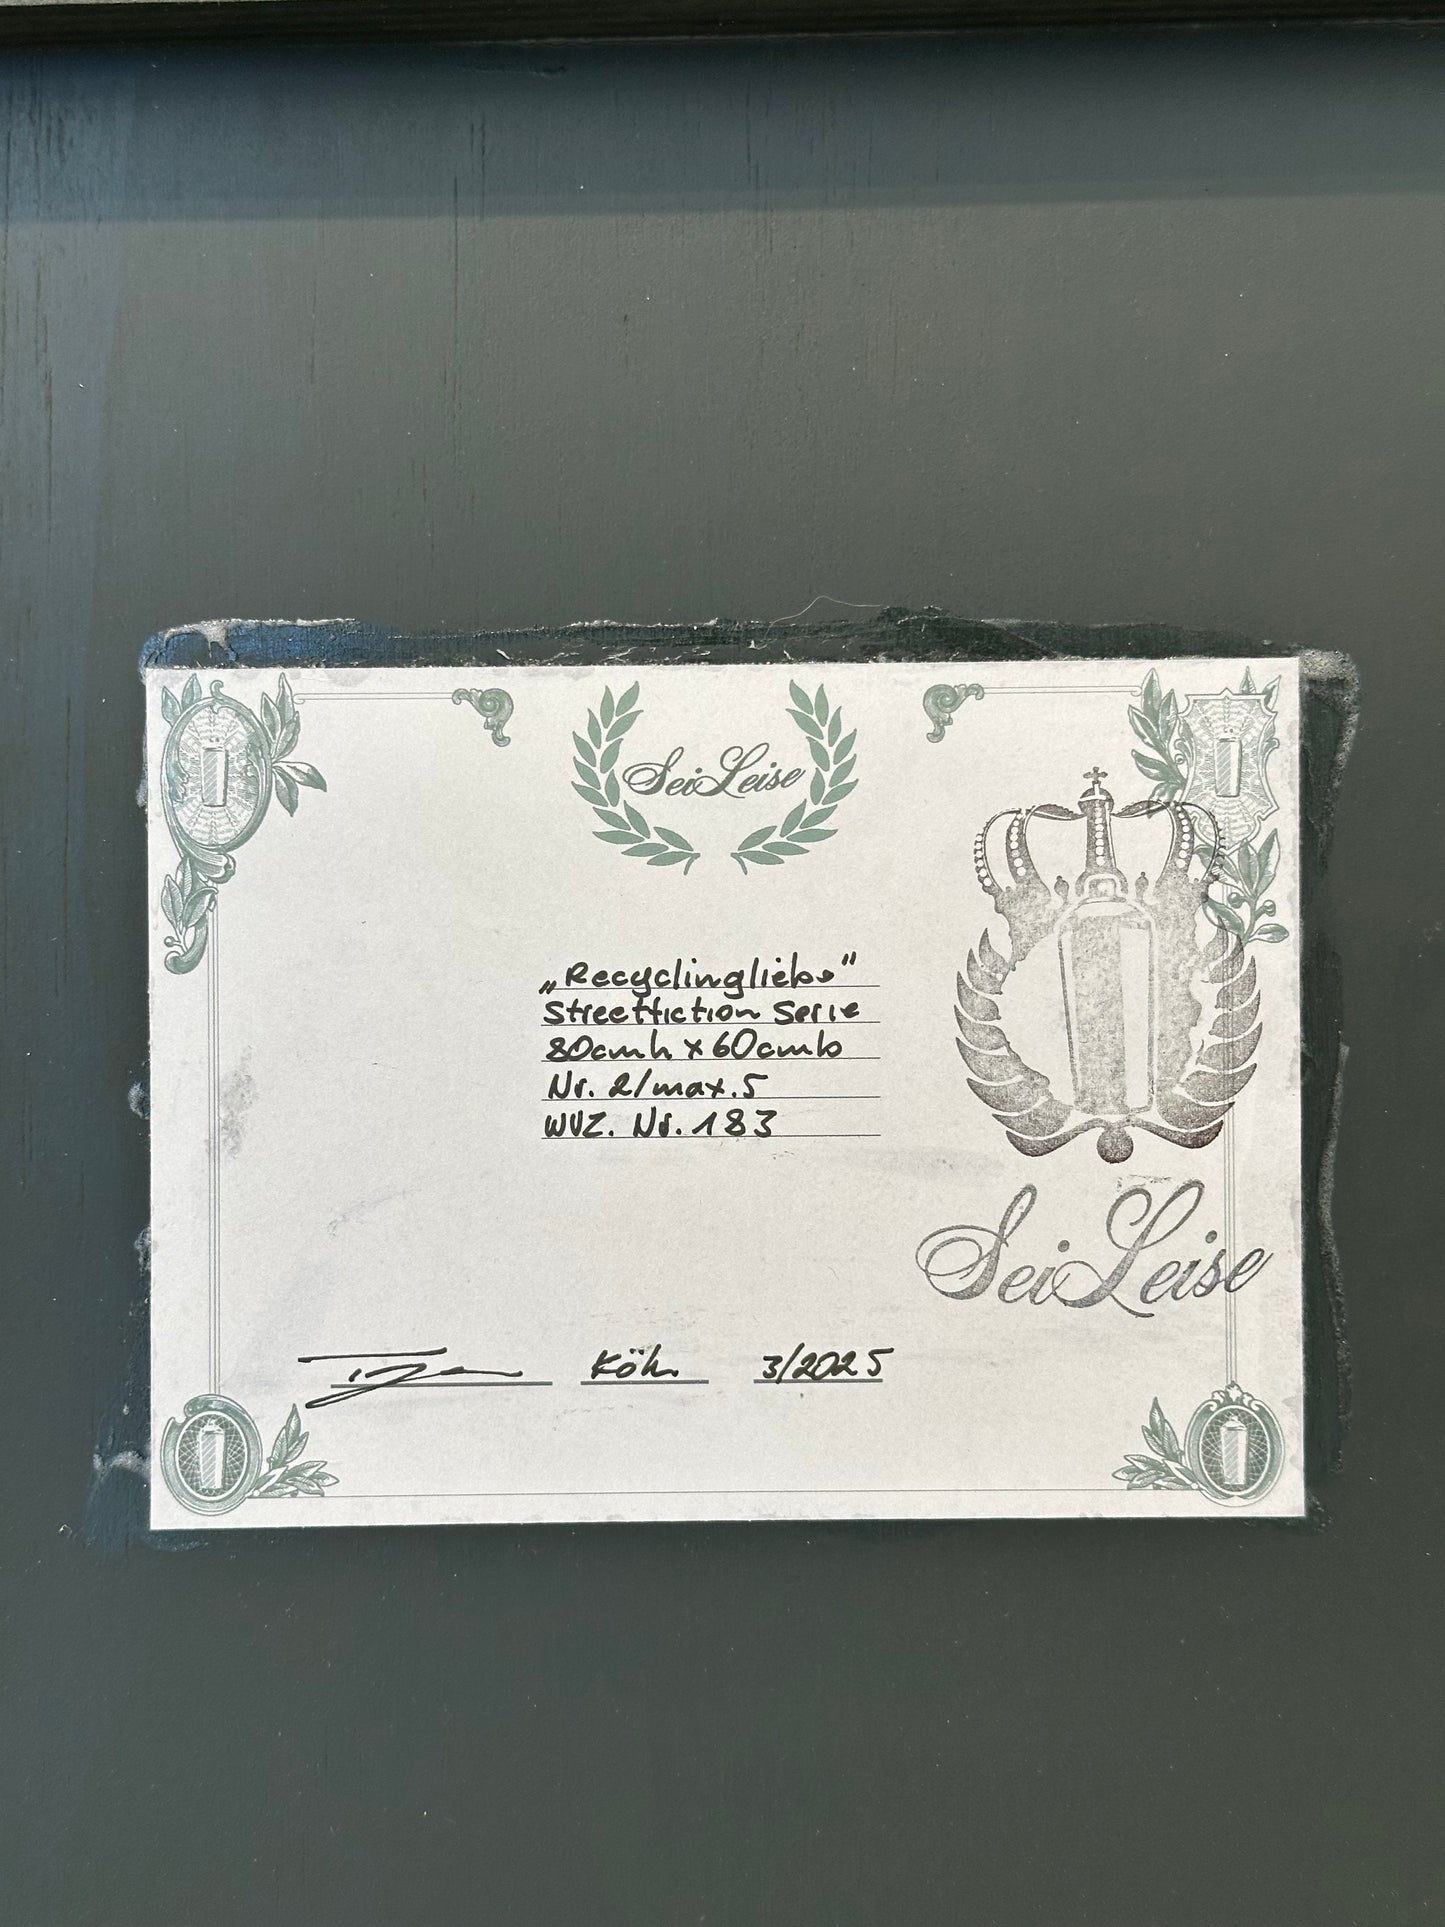 SeiLeise
„Recyclingliebe“
Streetfiction Serie
80cmh x 60cmb
Nr. 2/max. 5
WVZ. Nr. 183
SeiLeise
Köln 3/2025